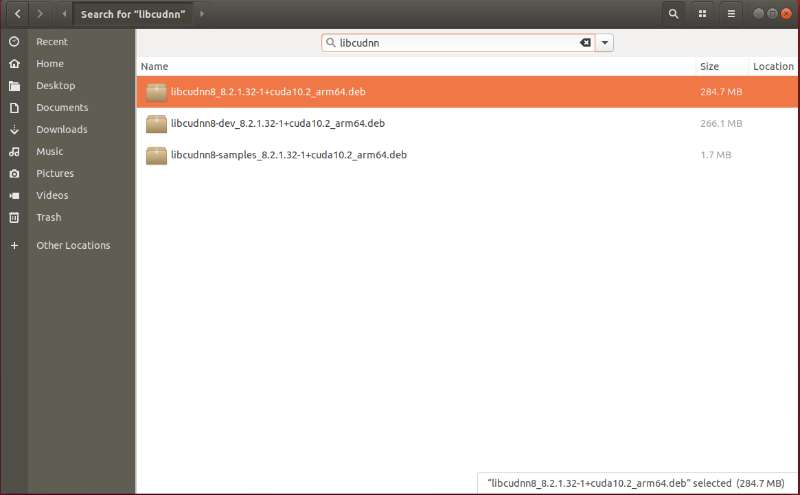 Search for “libcudnn”
Recent
Home
Desktop
Documents
Downloads
Music
Pictures
Videos
Trash
Other Locations
libcudnn
Name Size Location
libcudnn8_8.2.1.32-1+cuda10.2_arm64.deb 284.7 MB
libcudnn8-dev_8.2.1.32-1+cuda10.2_arm64.deb 266.1 MB
libcudnn8-samples_8.2.1.32-1+cuda10.2_arm64.deb 1.7 MB
“libcudnn8_8.2.1.32-1+cuda10.2_arm64.deb” selected (284.7 MB)